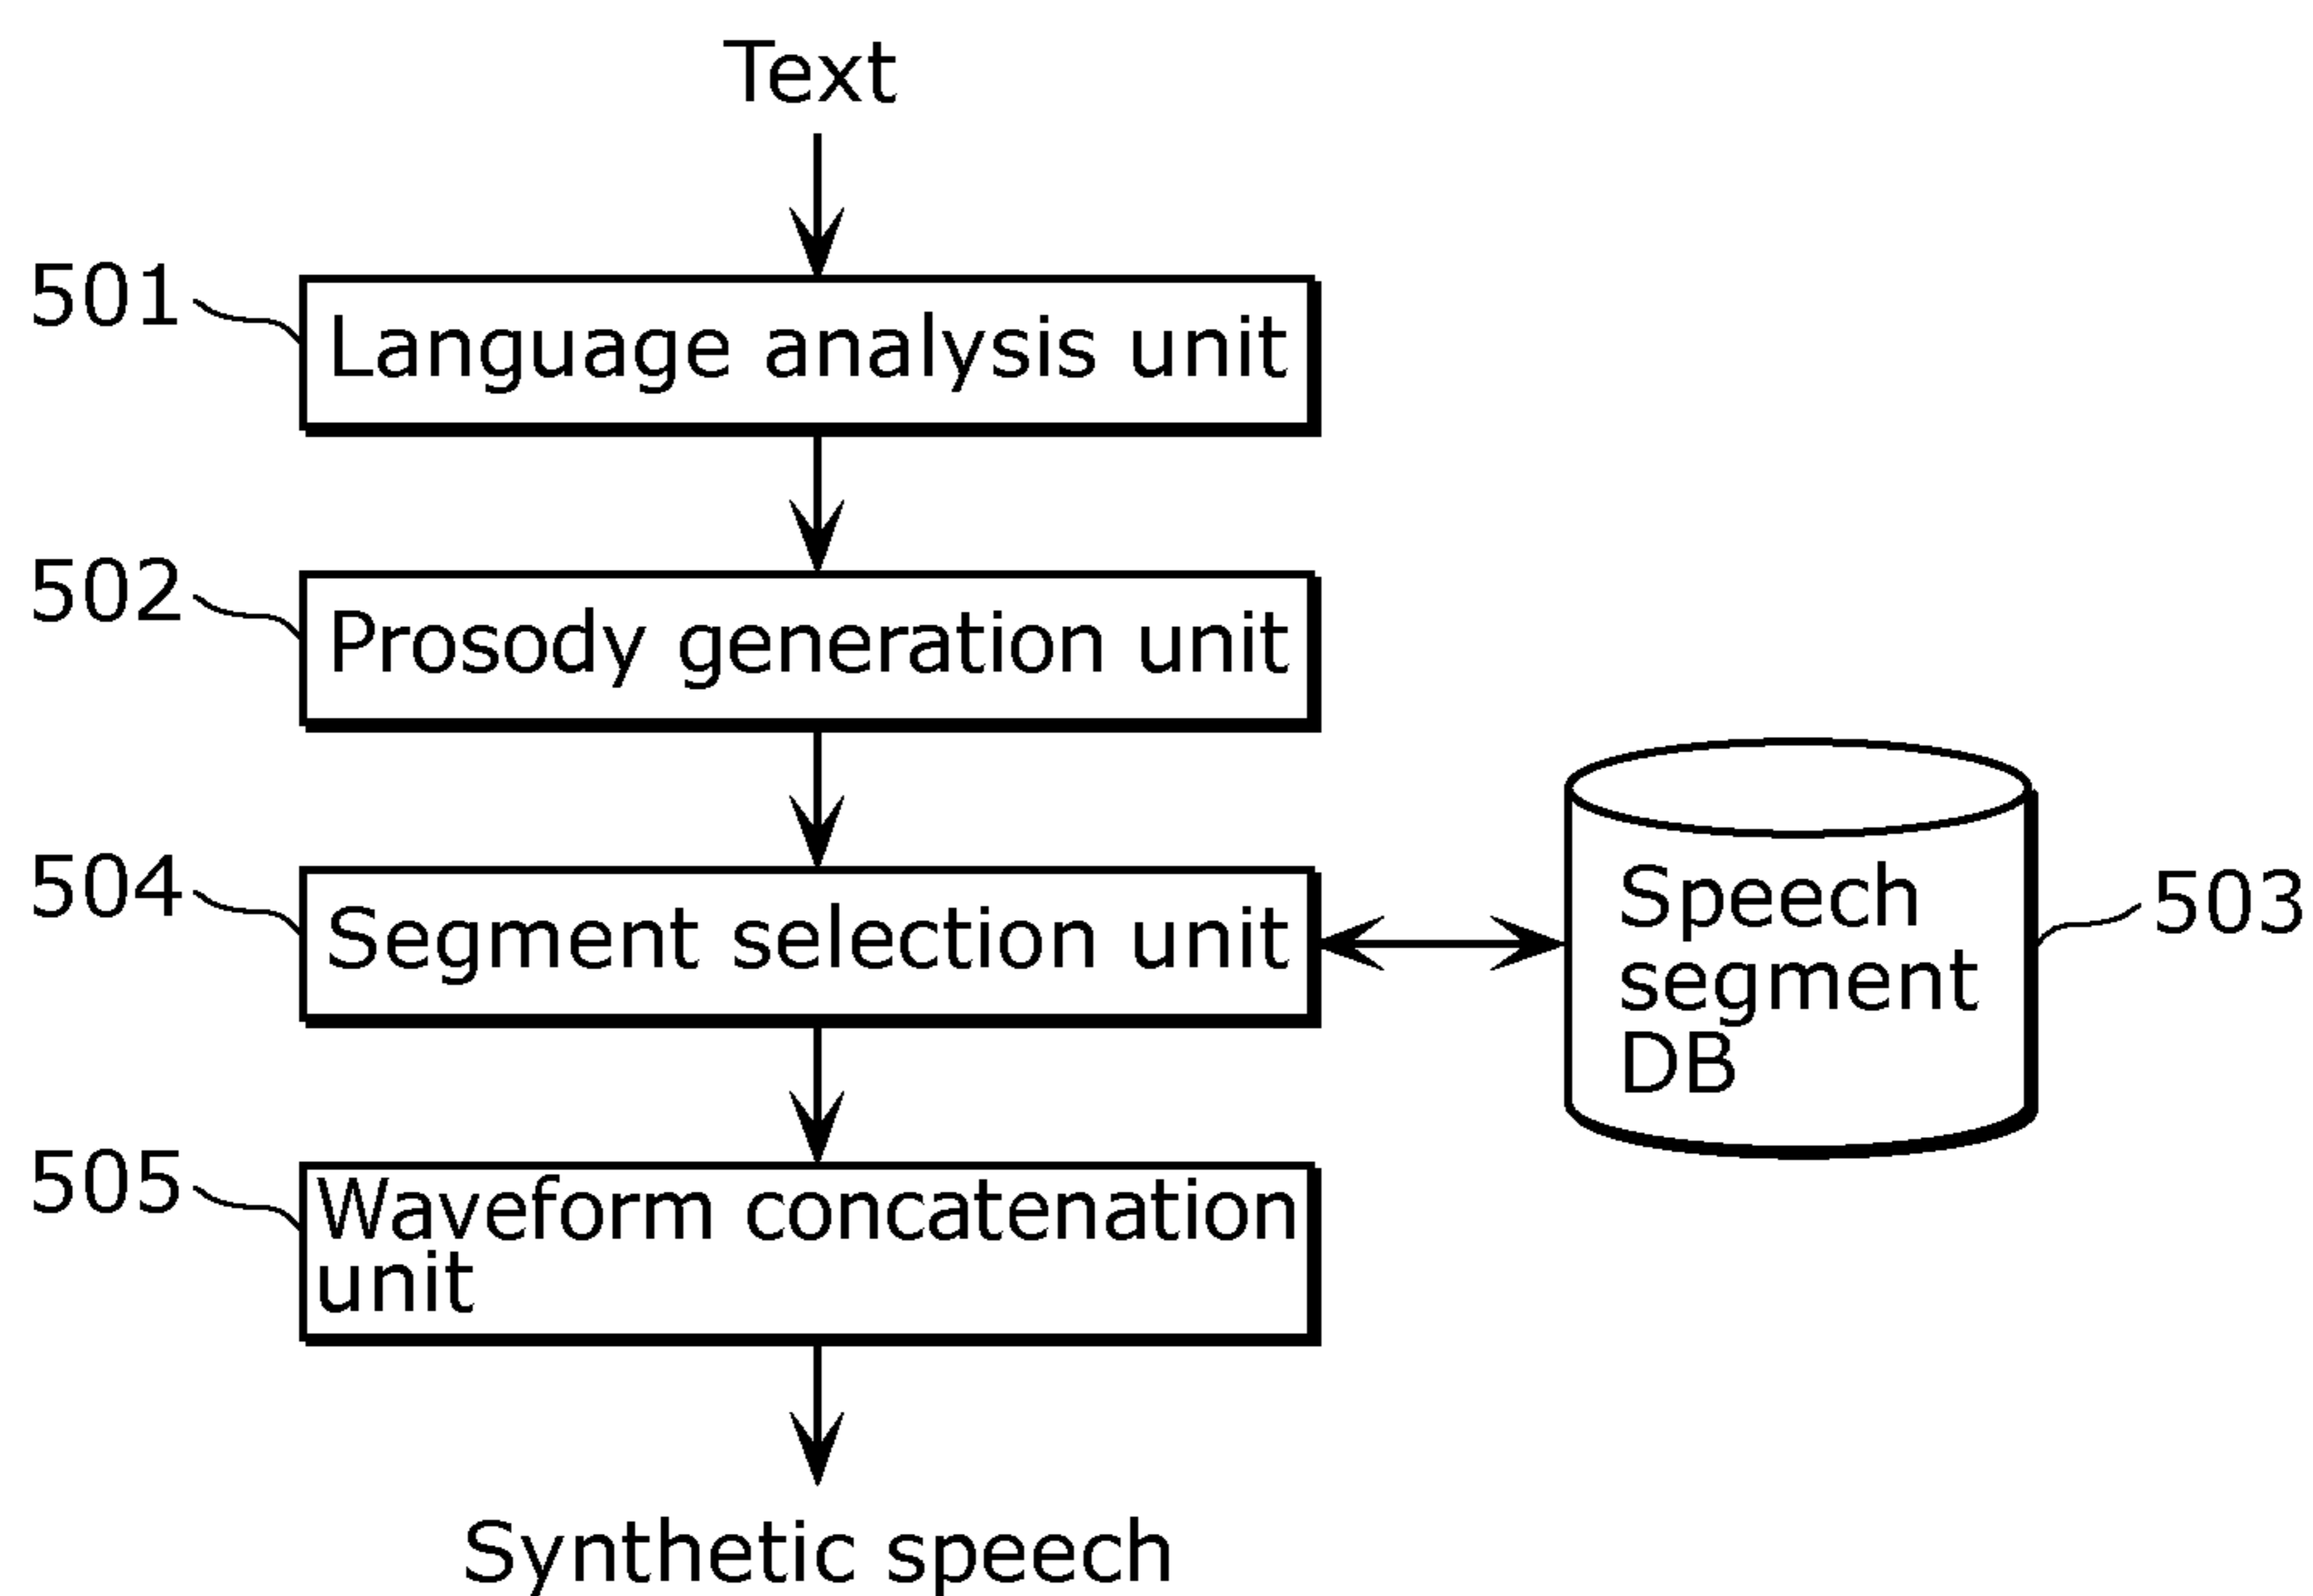 Text
501
Language analysis unit
502
Prosody generation unit
504
Segment selection unit
Speech
segment
DB
503
505
Waveform concatenation
unit
Synthetic speech